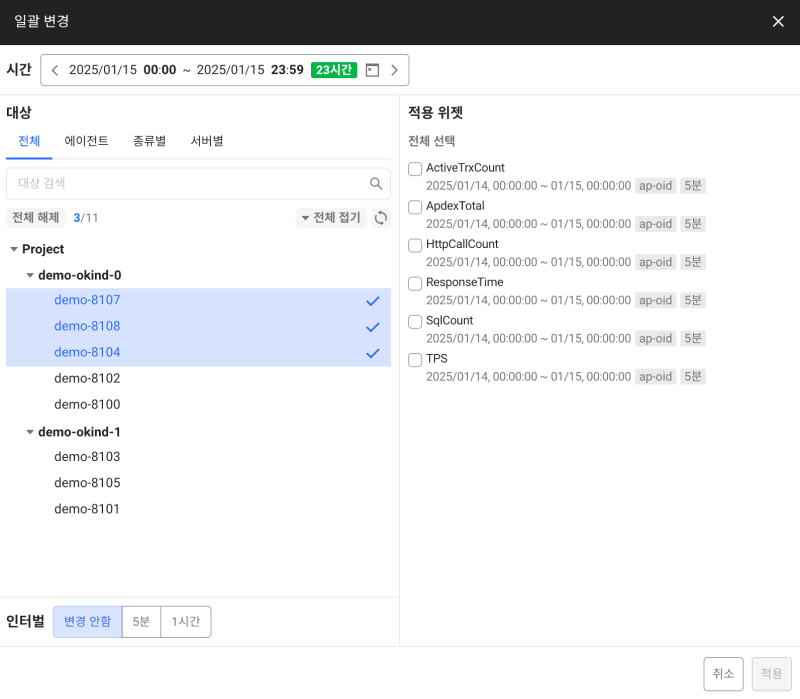 일괄 변경
시간 2025/01/15 00:00 ~ 2025/01/15 23:59 23시간
대상
전체 에이전트 종류별 서버별
대상 검색
전체 해제 3/11 전체 접기
Project
demo-okind-0
demo-8107
demo-8108
demo-8104
demo-8102
demo-8100
demo-okind-1
demo-8103
demo-8105
demo-8101
인터벌 변경 안함 5분 1시간
적용 위젯
전체 선택
ActiveTrxCount
2025/01/14, 00:00:00 ~ 01/15, 00:00:00 ap-oid 5분
ApdexTotal
2025/01/14, 00:00:00 ~ 01/15, 00:00:00 ap-oid 5분
HttpCallCount
2025/01/14, 00:00:00 ~ 01/15, 00:00:00 ap-oid 5분
ResponseTime
2025/01/14, 00:00:00 ~ 01/15, 00:00:00 ap-oid 5분
SqlCount
2025/01/14, 00:00:00 ~ 01/15, 00:00:00 ap-oid 5분
TPS
2025/01/14, 00:00:00 ~ 01/15, 00:00:00 ap-oid 5분
취소 적용